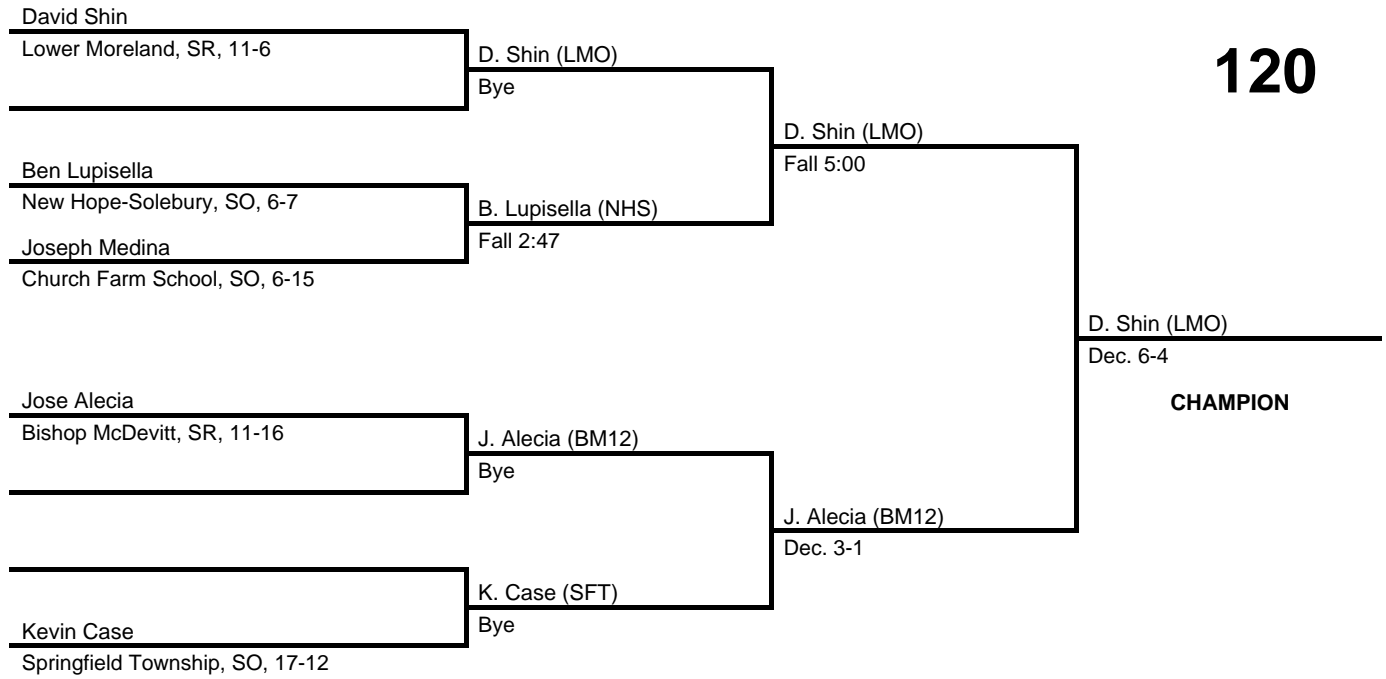 David Shin
Lower Moreland, SR, 11-6
D. Shin (LMO)
Bye
120
D. Shin (LMO)
Fall 5:00
Ben Lupisella
New Hope-Solebury, SO, 6-7
B. Lupisella (NHS)
Fall 2:47
Joseph Medina
Church Farm School, SO, 6-15
D. Shin (LMO)
Dec. 6-4
CHAMPION
Jose Alecia
Bishop McDevitt, SR, 11-16
J. Alecia (BM12)
Bye
J. Alecia (BM12)
Dec. 3-1
K. Case (SFT)
Bye
Kevin Case
Springfield Township, SO, 17-12